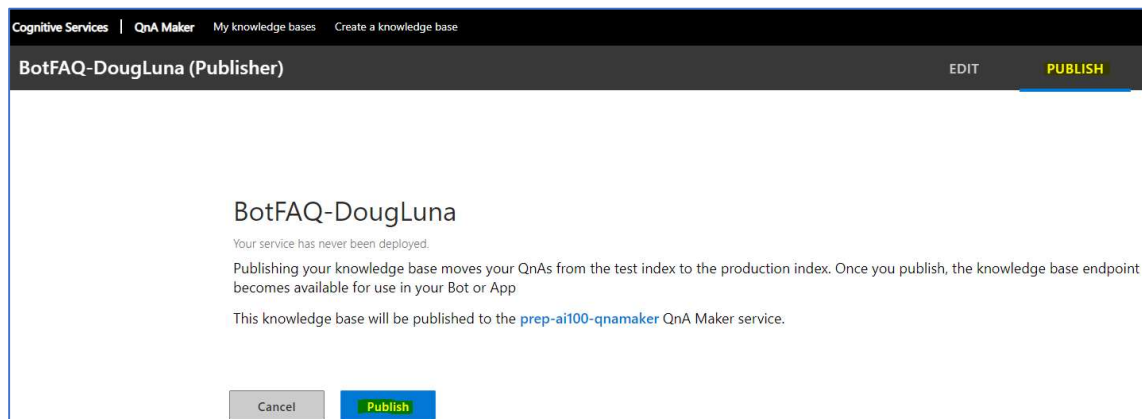 Cognitive Services | QnA Maker My knowledge bases Create a knowledge base
BotFAQ-DougLuna (Publisher) EDIT PUBLISH
BotFAQ-DougLuna
Your service has never been deployed.
Publishing your knowledge base moves your QnAs from the test index to the production index. Once you publish, the knowledge base endpoint
becomes available for use in your Bot or App
This knowledge base will be published to the prep-ai100-qnamaker QnA Maker service.
Cancel Publish